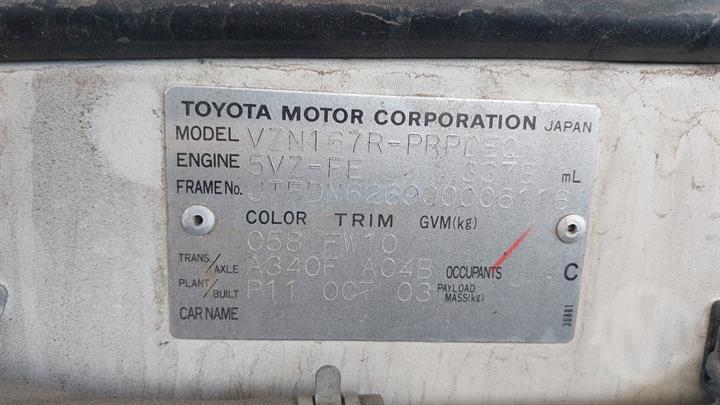 TOYOTA MOTOR CORPORATION JAPAN
MODEL VZN167R-PRPDEQ
ENGINE 5VZ-FE 3378 mL
FRAME No.
COLOR TRIM GVM(kg)
058 FW10
TRANS./AXLE A340F A04B OCCUPANTS C
PLANT/BUILT P11 OCT 03 PAYLOAD MASS(kg)
CAR NAME
30881